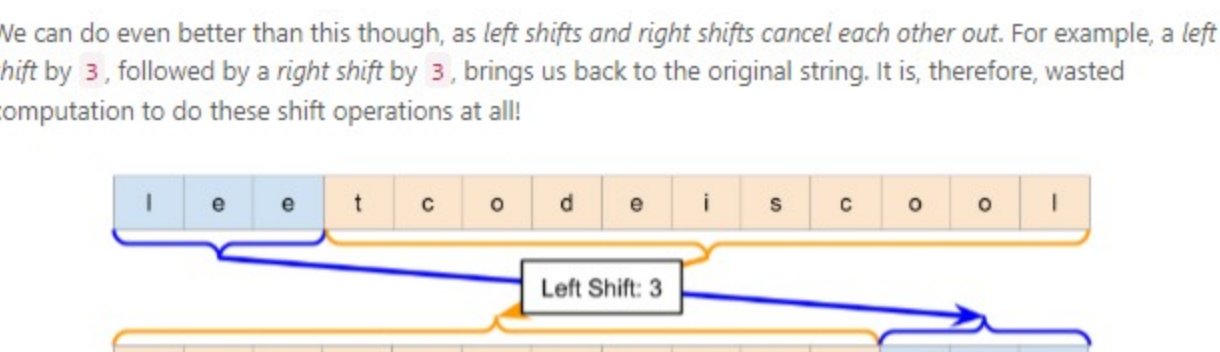 We can do even better than this though, as left shifts and right shifts cancel each other out. For example, a left
shift by 3, followed by a right shift by 3, brings us back to the original string. It is, therefore, wasted
computation to do these shift operations at all!
l e e t c o d e i s c o o l
Left Shift: 3